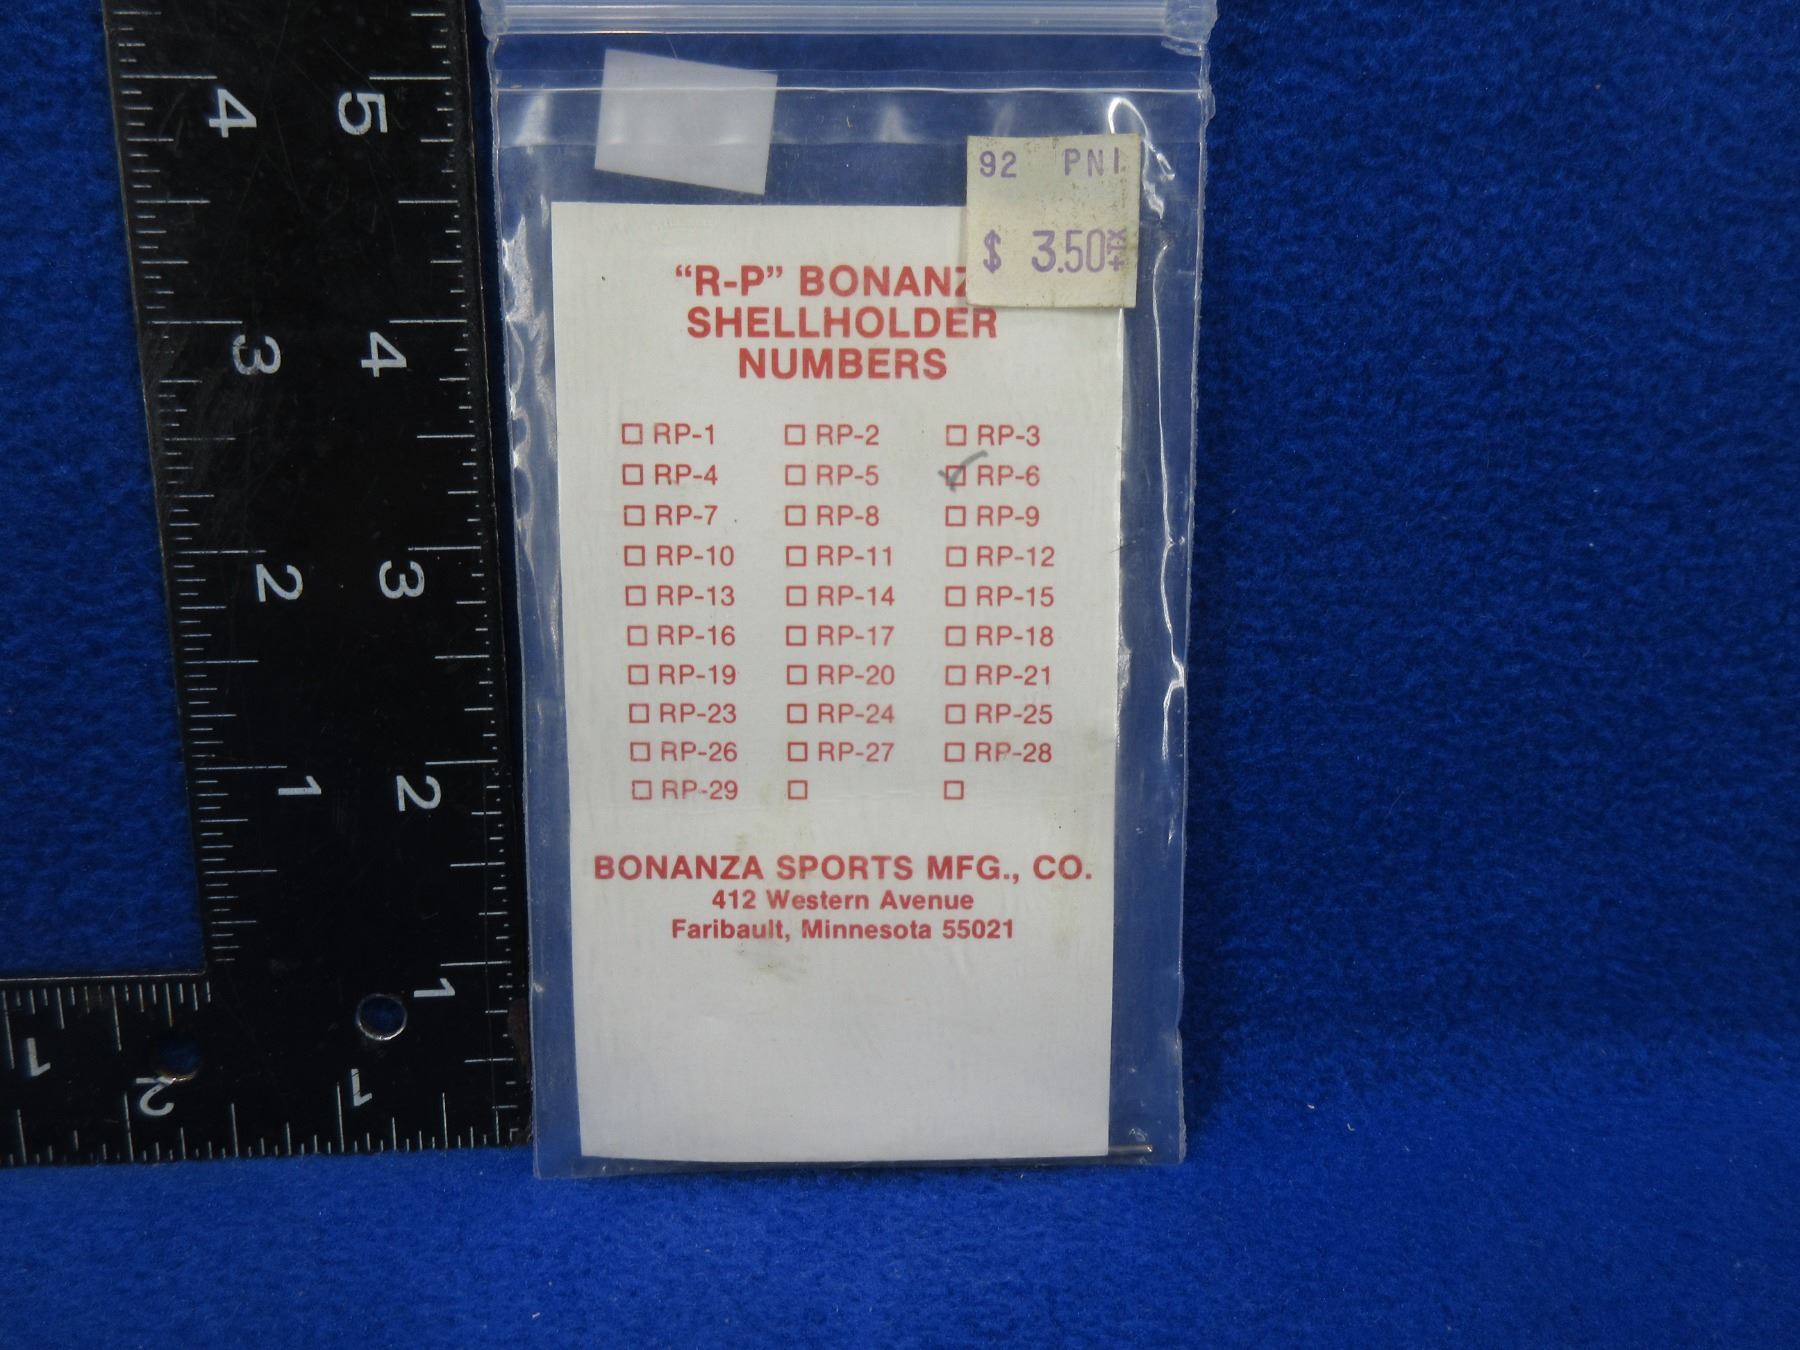 92 PNI.
$ 3.50+TX
"R-P" BONANZ
SHELLHOLDER
NUMBERS
RP-1 RP-2 RP-3
RP-4 RP-5 RP-6
RP-7 RP-8 RP-9
RP-10 RP-11 RP-12
RP-13 RP-14 RP-15
RP-16 RP-17 RP-18
RP-19 RP-20 RP-21
RP-23 RP-24 RP-25
RP-26 RP-27 RP-28
RP-29
BONANZA SPORTS MFG., CO.
412 Western Avenue
Faribault, Minnesota 55021
4 5
3 4
2 3
1 2
1
1 2 1